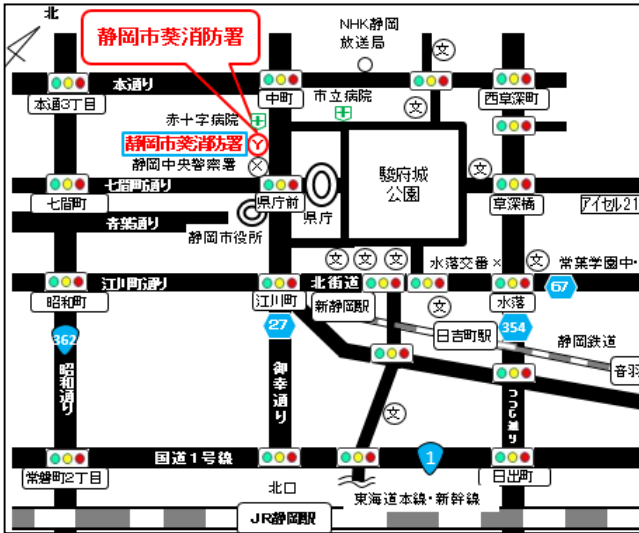 北
静岡市葵消防署
NHK静岡
放送局
文
本通り
本通3丁目
中町
市立病院
文
西草深町
赤十字病院
静岡市葵消防署
Y
静岡中央警察署
駿府城
公園
文
七間町通り
七間町
県庁前
県庁
草深橋
アイセル21
青葉通り
静岡市役所
文
文
文
水落交番×
文
常葉学園中・
江川町通り
北街道
昭和町
江川町
新静岡駅
文
水落
67
27
日吉町駅
354
静岡鉄道
362
昭和通り
御幸通り
音羽
つつじ通り
文
国道1号線
1
常磐町2丁目
日出町
北口
東海道本線・新幹線
JR静岡駅